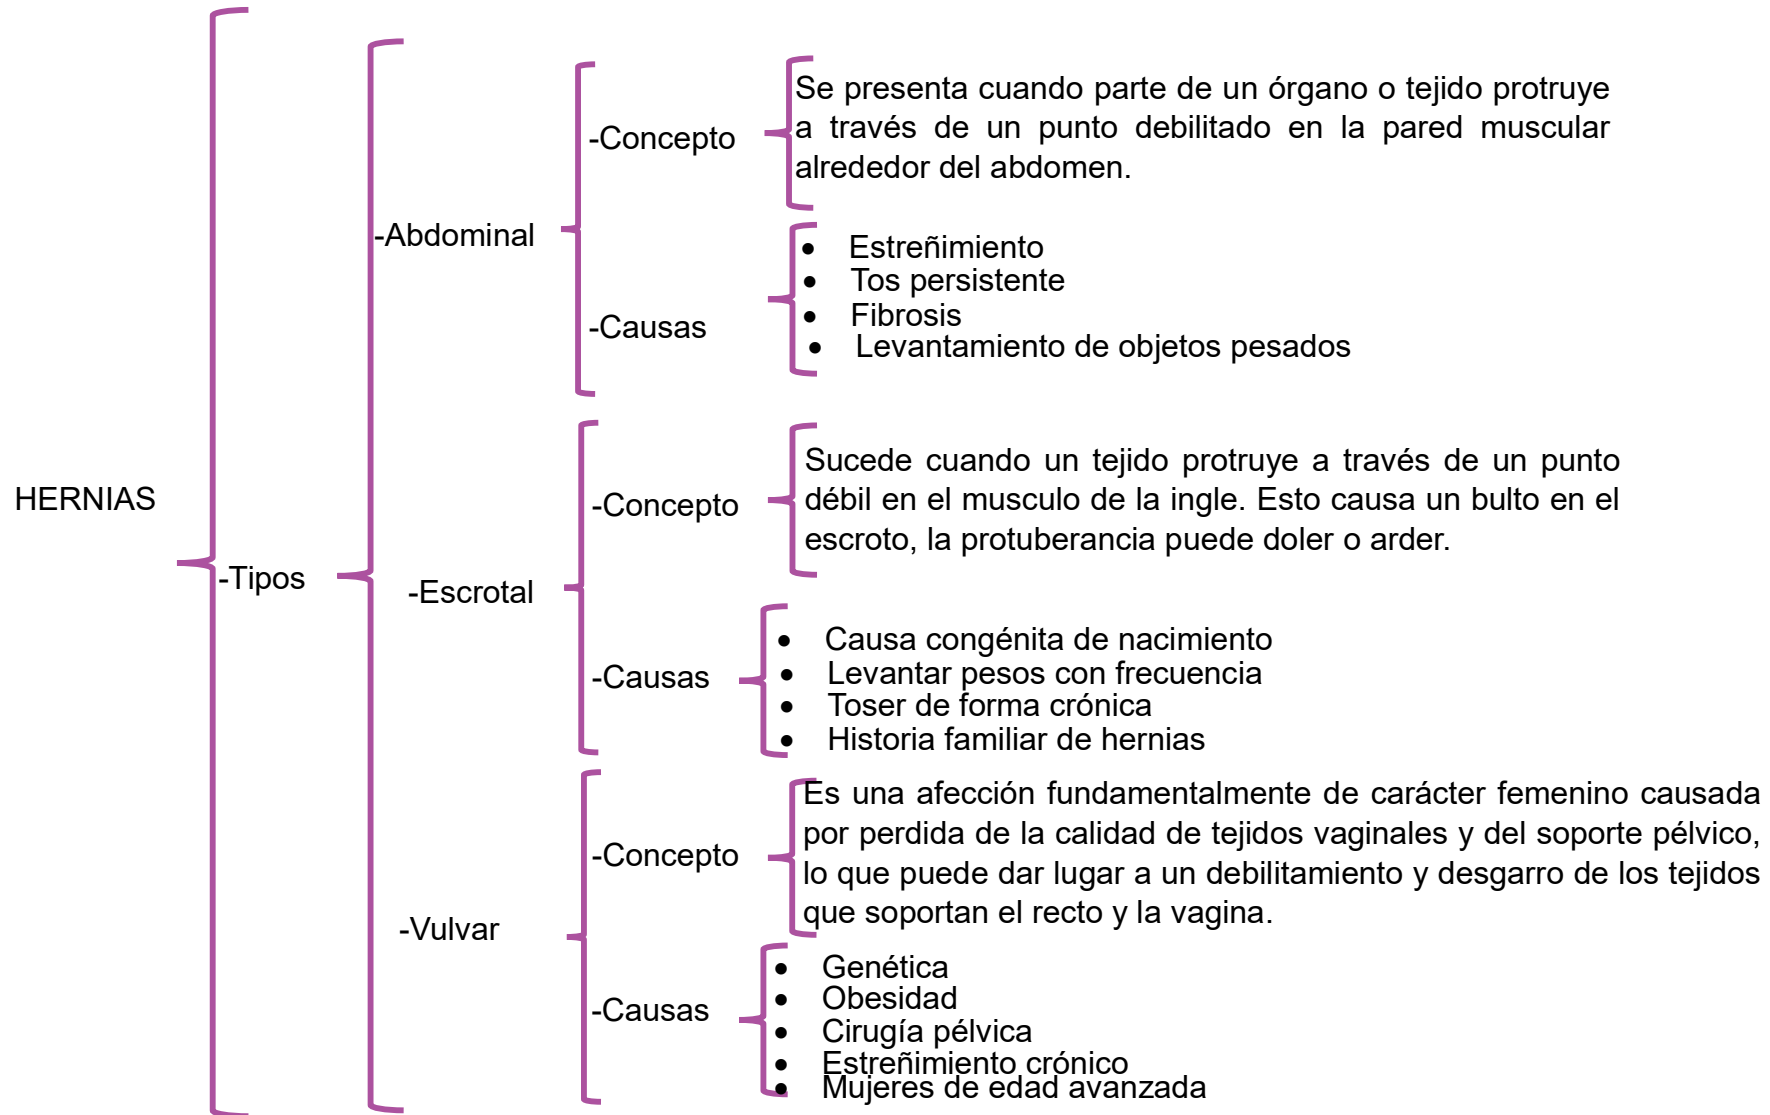 HERNIAS
-Tipos
-Abdominal
-Concepto
Se presenta cuando parte de un órgano o tejido protruye
a través de un punto debilitado en la pared muscular
alrededor del abdomen.
-Causas
• Estreñimiento
• Tos persistente
• Fibrosis
• Levantamiento de objetos pesados
-Escrotal
-Concepto
Sucede cuando un tejido protruye a través de un punto
débil en el musculo de la ingle. Esto causa un bulto en el
escroto, la protuberancia puede doler o arder.
-Causas
• Causa congénita de nacimiento
• Levantar pesos con frecuencia
• Toser de forma crónica
• Historia familiar de hernias
-Vulvar
-Concepto
Es una afección fundamentalmente de carácter femenino causada
por perdida de la calidad de tejidos vaginales y del soporte pélvico,
lo que puede dar lugar a un debilitamiento y desgarro de los tejidos
que soportan el recto y la vagina.
-Causas
• Genética
• Obesidad
• Cirugía pélvica
• Estreñimiento crónico
• Mujeres de edad avanzada